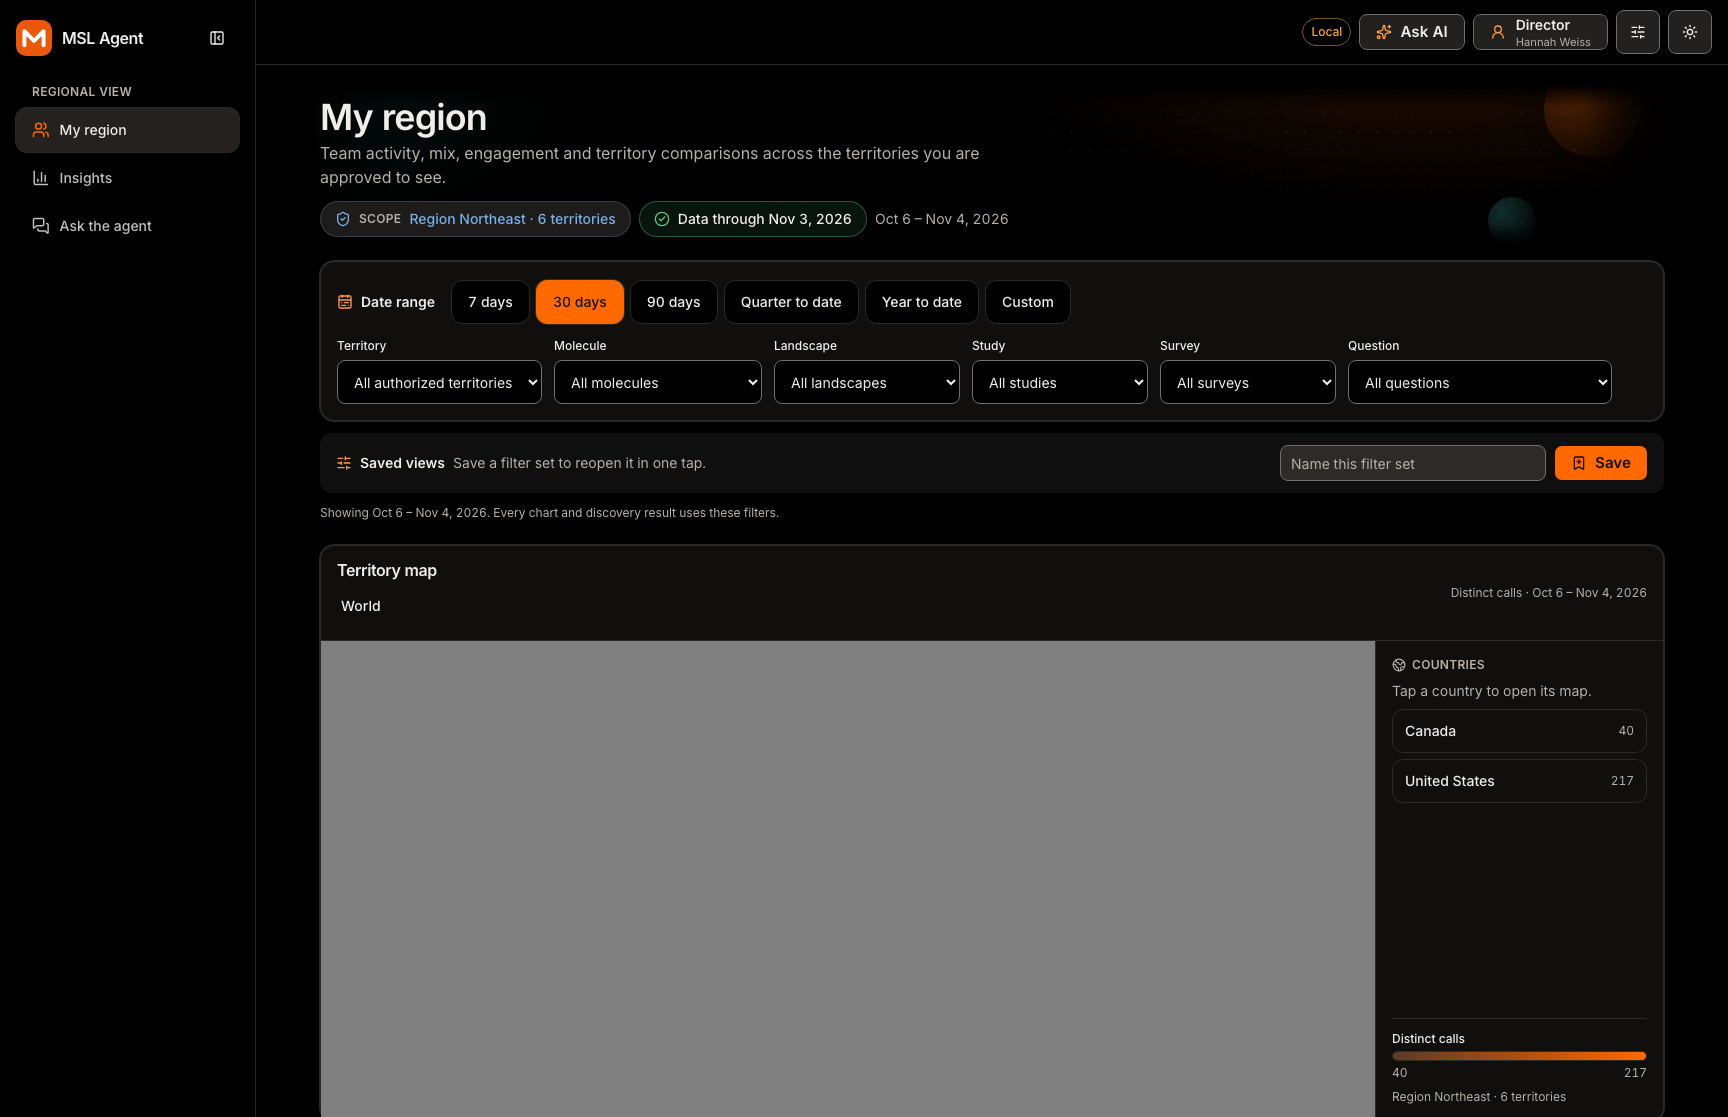 MSL Agent
Local
Ask AI
Director
Hannah Weiss
REGIONAL VIEW
My region
Insights
Ask the agent
My region
Team activity, mix, engagement and territory comparisons across the territories you are
approved to see.
SCOPE Region Northeast · 6 territories
Data through Nov 3, 2026
Oct 6 – Nov 4, 2026
Date range
7 days
30 days
90 days
Quarter to date
Year to date
Custom
Territory
Molecule
Landscape
Study
Survey
Question
All authorized territories
All molecules
All landscapes
All studies
All surveys
All questions
Saved views Save a filter set to reopen it in one tap.
Name this filter set
Save
Showing Oct 6 – Nov 4, 2026. Every chart and discovery result uses these filters.
Territory map
World
Distinct calls · Oct 6 – Nov 4, 2026
COUNTRIES
Tap a country to open its map.
Canada 40
United States 217
Distinct calls
40 217
Region Northeast · 6 territories